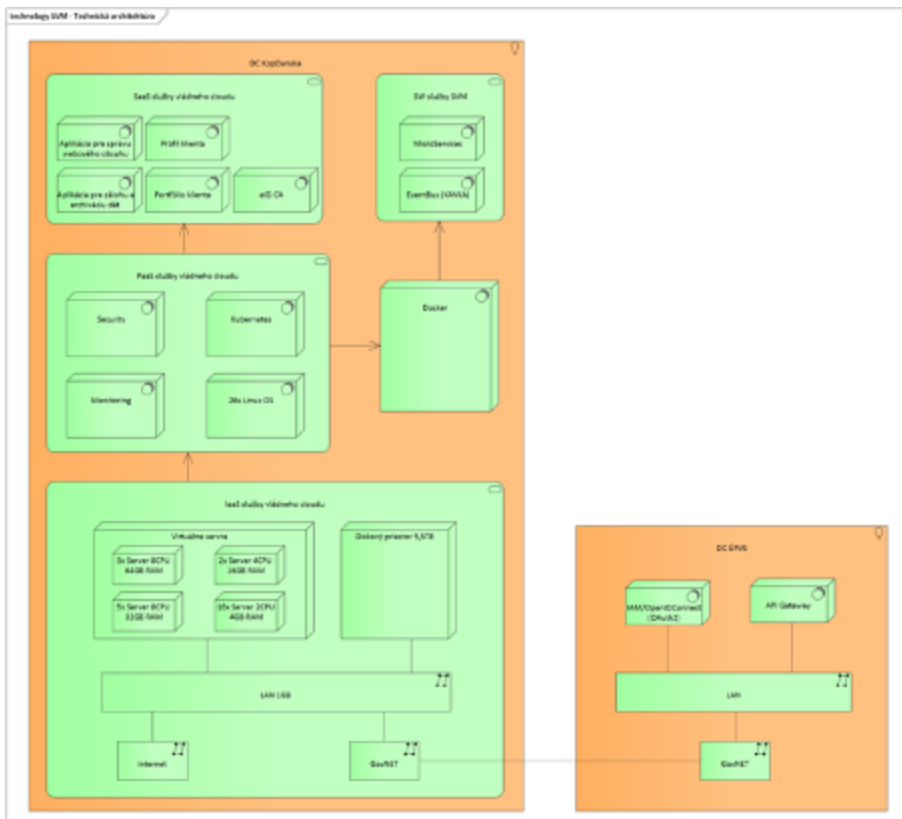 technology SVM - Technická architektúra
DC Kopčianska
SaaS služby vládneho cloudu
Aplikácia pre správu
webového obsahu
Profil klienta
Aplikácia pre zálohu a
archiváciu dát
Portfólio klienta
eID CA
SW služby SVM
MicroServices
EventBus (KAFKA)
PaaS služby vládneho cloudu
Security
Kubernetes
Monitoring
26x Linux OS
Docker
IaaS služby vládneho cloudu
Virtuálne servre
3x Server 8CPU
64GB RAM
2x Server 4CPU
16GB RAM
5x Server 8CPU
32GB RAM
16x Server 2CPU
4GB RAM
Diskový priestor 5,5TB
LAN 1GB
Internet
GovNET
DC ÚPVS
IAM/OpenIDConnect
(OAuth2)
API Gateway
LAN
GovNET